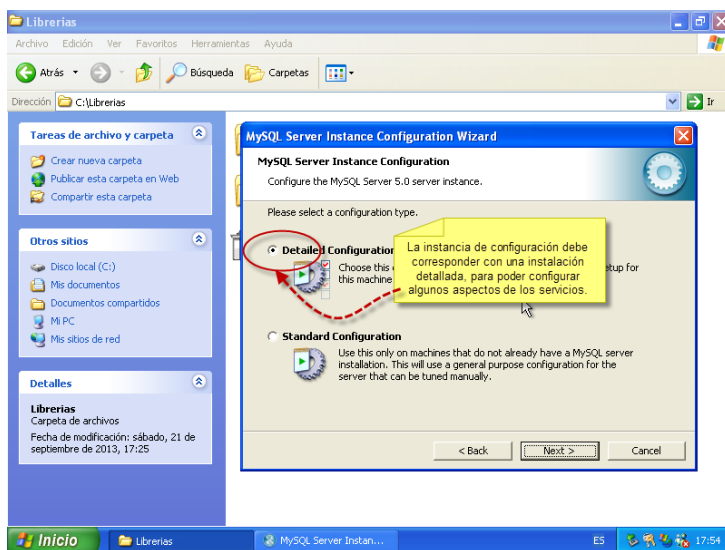 Librerias
Archivo Edición Ver Favoritos Herramientas Ayuda
Atrás Búsqueda Carpetas
Dirección C:\Librerias Ir
Tareas de archivo y carpeta
Crear nueva carpeta
Publicar esta carpeta en Web
Compartir esta carpeta
Otros sitios
Disco local (C:)
Mis documentos
Documentos compartidos
Mi PC
Mis sitios de red
Detalles
Librerias
Carpeta de archivos
Fecha de modificación: sábado, 21 de
septiembre de 2013, 17:25
MySQL Server Instance Configuration Wizard
MySQL Server Instance Configuration
Configure the MySQL Server 5.0 server instance.
Please select a configuration type.
Detailed Configuration
Choose this
etup for
this machine
La instancia de configuración debe
corresponder con una instalación
detallada, para poder configurar
algunos aspectos de los servicios.
Standard Configuration
Use this only on machines that do not already have a MySQL server
installation. This will use a general purpose configuration for the
server that can be tuned manually.
< Back Next > Cancel
Inicio Librerias MySQL Server Instan... ES 17:54